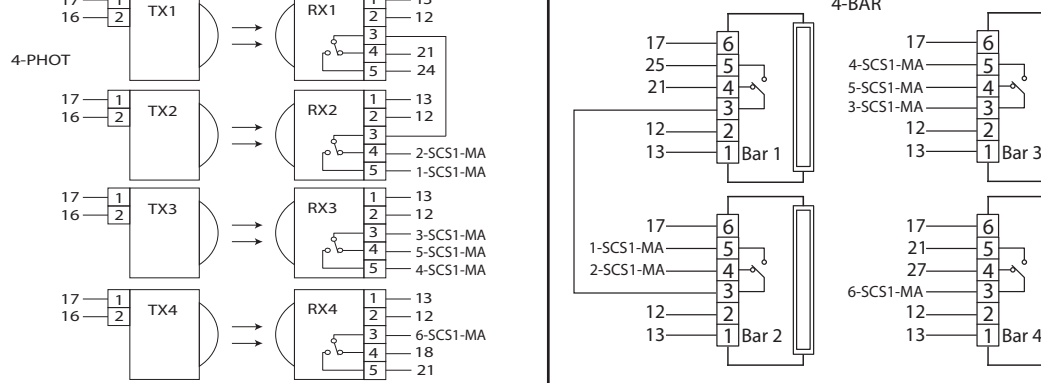 17 1 TX1 RX1 1 13
16 2 2 12
3
4-PHOT
4 21
5 24
17 1 TX2 RX2 1 13
16 2 2 12
3
4 2-SCS1-MA
5 1-SCS1-MA
17 1 TX3 RX3 1 13
16 2 2 12
3 3-SCS1-MA
4 5-SCS1-MA
5 4-SCS1-MA
17 1 TX4 RX4 1 13
16 2 2 12
3 6-SCS1-MA
4 18
5 21
4-BAR
17 6
25 5
21 4
3
12 2
13 1 Bar 1
17 6
4-SCS1-MA 5
5-SCS1-MA 4
3-SCS1-MA 3
12 2
13 1 Bar 3
17 6
1-SCS1-MA 5
2-SCS1-MA 4
3
12 2
13 1 Bar 2
17 6
21 5
27 4
6-SCS1-MA 3
12 2
13 1 Bar 4